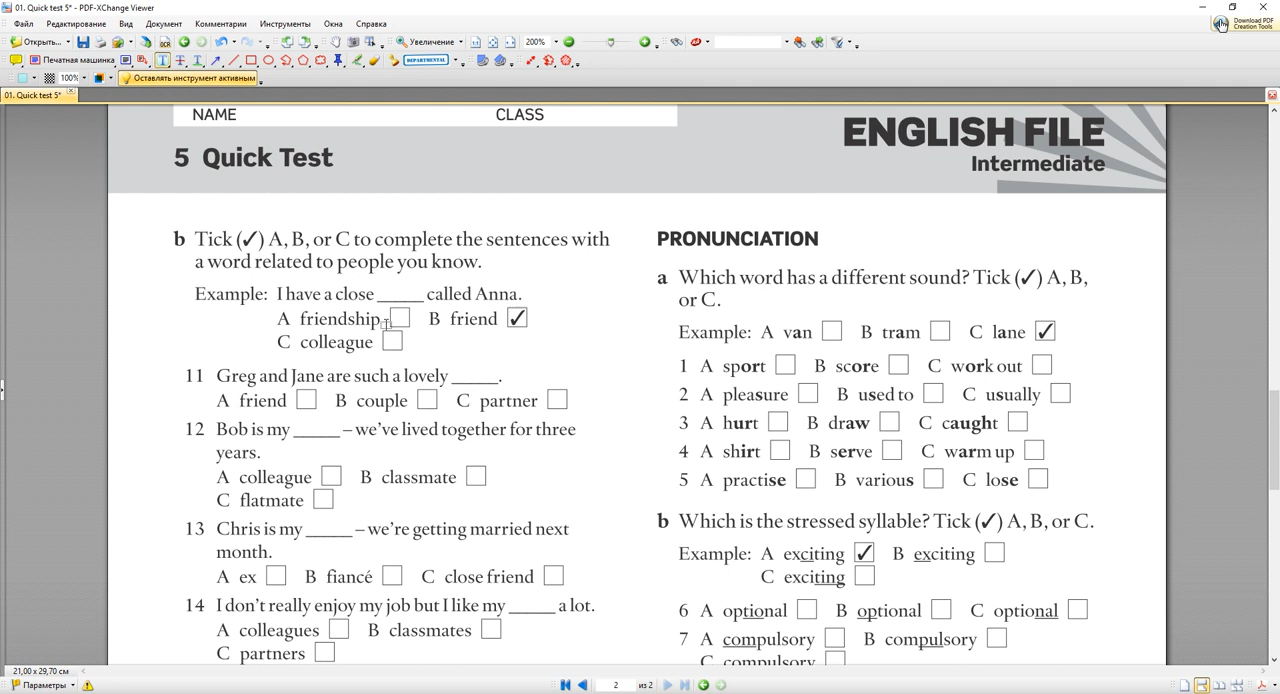 01. Quick test 5* - PDF-XChange Viewer
Файл Редактирование Вид Документ Комментарии Инструменты Окна Справка
Download PDF
Creation Tools
Открыть... OCR Увеличение 200%
Печатная машинка DEPARTMENTAL
100% Оставлять инструмент активным
01. Quick test 5*
NAME CLASS
5 Quick Test
ENGLISH FILE
Intermediate
b Tick (✓) A, B, or C to complete the sentences with
a word related to people you know.
Example: I have a close _____ called Anna.
A friendship B friend ✓
C colleague
11 Greg and Jane are such a lovely _____.
A friend B couple C partner
12 Bob is my _____ – we've lived together for three
years.
A colleague B classmate
C flatmate
13 Chris is my _____ – we're getting married next
month.
A ex B fiancé C close friend
14 I don't really enjoy my job but I like my _____ a lot.
A colleagues B classmates
C partners
PRONUNCIATION
a Which word has a different sound? Tick (✓) A, B,
or C.
Example: A van B tram C lane ✓
1 A sport B score C work out
2 A pleasure B used to C usually
3 A hurt B draw C caught
4 A shirt B serve C warm up
5 A practise B various C lose
b Which is the stressed syllable? Tick (✓) A, B, or C.
Example: A exciting ✓ B exciting
C exciting
6 A optional B optional C optional
7 A compulsory B compulsory
C compulsory
21,00 x 29,70 см
Параметры 2 из 2